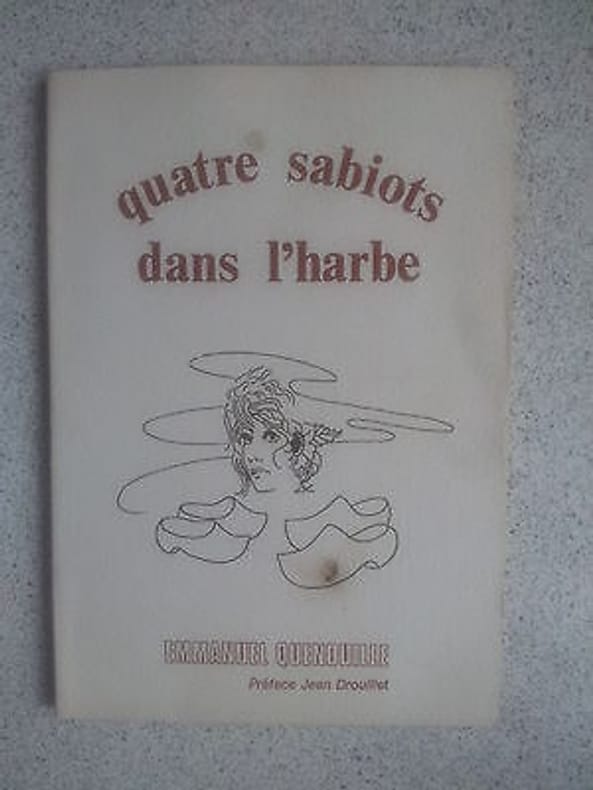 quatre sabiots
dans l'harbe
EMMANUEL QUENOUILLE
Préface Jean Drouillet